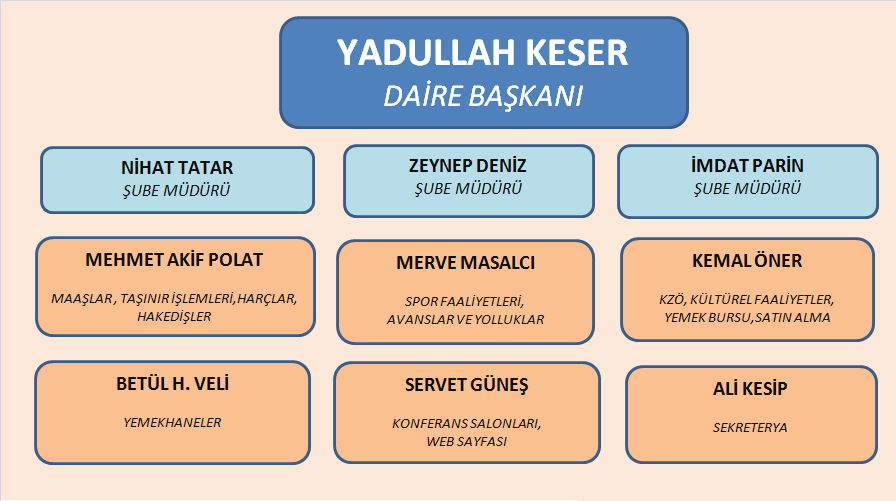 YADULLAH KESER
DAİRE BAŞKANI
NİHAT TATAR
ŞUBE MÜDÜRÜ
ZEYNEP DENİZ
ŞUBE MÜDÜRÜ
İMDAT PARİN
ŞUBE MÜDÜRÜ
MEHMET AKİF POLAT
MAAŞLAR , TAŞINIR İŞLEMLERİ,HARÇLAR,
HAKEDİŞLER
MERVE MASALCI
SPOR FAALİYETLERİ,
AVANSLAR VE YOLLUKLAR
KEMAL ÖNER
KZÖ, KÜLTÜREL FAALİYETLER,
YEMEK BURSU,SATIN ALMA
BETÜL H. VELİ
YEMEKHANELER
SERVET GÜNEŞ
KONFERANS SALONLARI,
WEB SAYFASI
ALİ KESİP
SEKRETERYA